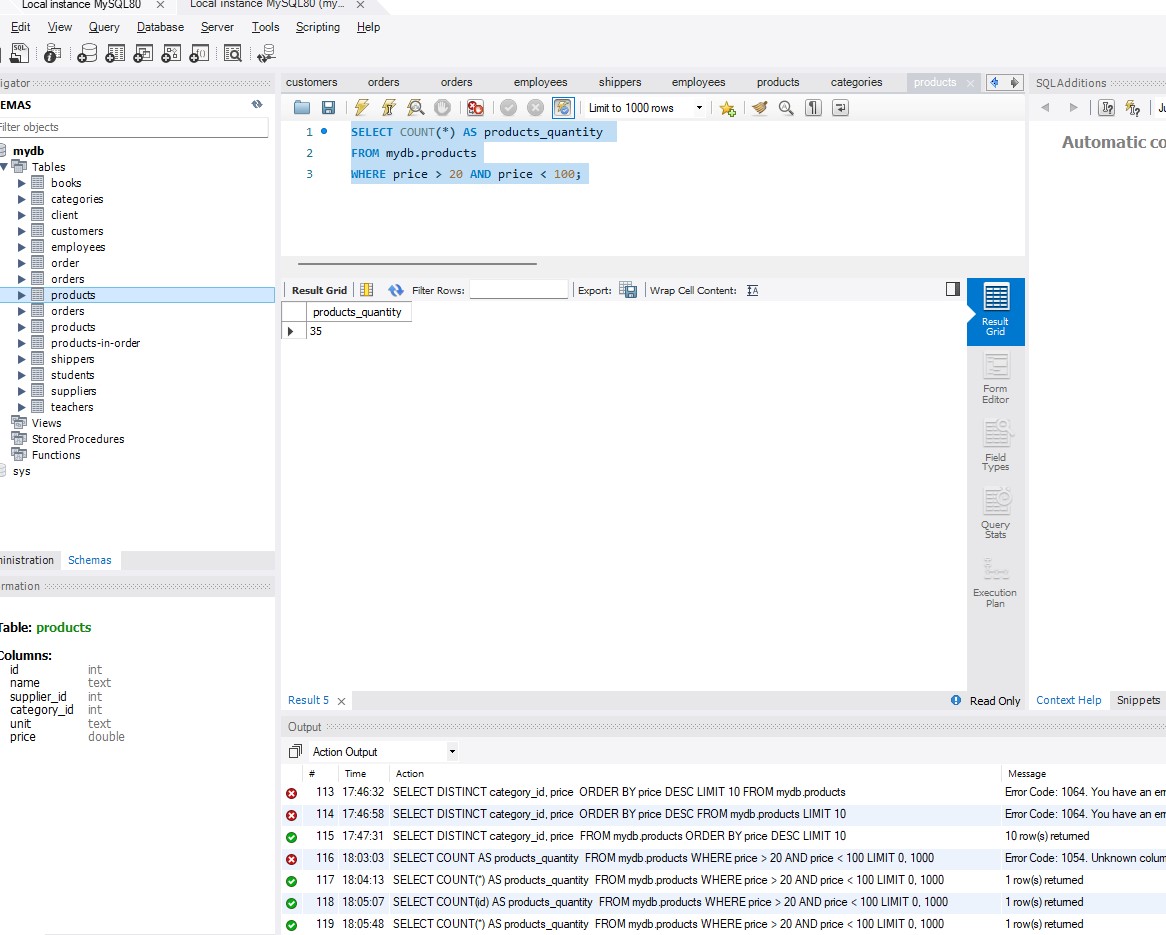 Local instance MySQL80 × Local instance MySQL80 (my... ×
Edit View Query Database Server Tools Scripting Help
igator
customers orders orders employees shippers employees products categories products ×
SQLAdditions
EMAS
Filter objects
Limit to 1000 rows
mydb
Tables
books
categories
client
customers
employees
order
orders
products
orders
products
products-in-order
shippers
students
suppliers
teachers
Views
Stored Procedures
Functions
sys
1 SELECT COUNT(*) AS products_quantity
2 FROM mydb.products
3 WHERE price > 20 AND price < 100;
Automatic co
Result Grid Filter Rows: Export: Wrap Cell Content:
products_quantity
35
Result
Grid
Form
Editor
Field
Types
Query
Stats
Execution
Plan
ministration Schemas
rmation
Table: products
Columns:
id int
name text
supplier_id int
category_id int
unit text
price double
Result 5 × Read Only Context Help Snippets
Output
Action Output
# Time Action Message
113 17:46:32 SELECT DISTINCT category_id, price ORDER BY price DESC LIMIT 10 FROM mydb.products Error Code: 1064. You have an err
114 17:46:58 SELECT DISTINCT category_id, price ORDER BY price DESC FROM mydb.products LIMIT 10 Error Code: 1064. You have an err
115 17:47:31 SELECT DISTINCT category_id, price FROM mydb.products ORDER BY price DESC LIMIT 10 10 row(s) returned
116 18:03:03 SELECT COUNT AS products_quantity FROM mydb.products WHERE price > 20 AND price < 100 LIMIT 0, 1000 Error Code: 1054. Unknown colum
117 18:04:13 SELECT COUNT(*) AS products_quantity FROM mydb.products WHERE price > 20 AND price < 100 LIMIT 0, 1000 1 row(s) returned
118 18:05:07 SELECT COUNT(id) AS products_quantity FROM mydb.products WHERE price > 20 AND price < 100 LIMIT 0, 1000 1 row(s) returned
119 18:05:48 SELECT COUNT(*) AS products_quantity FROM mydb.products WHERE price > 20 AND price < 100 LIMIT 0, 1000 1 row(s) returned